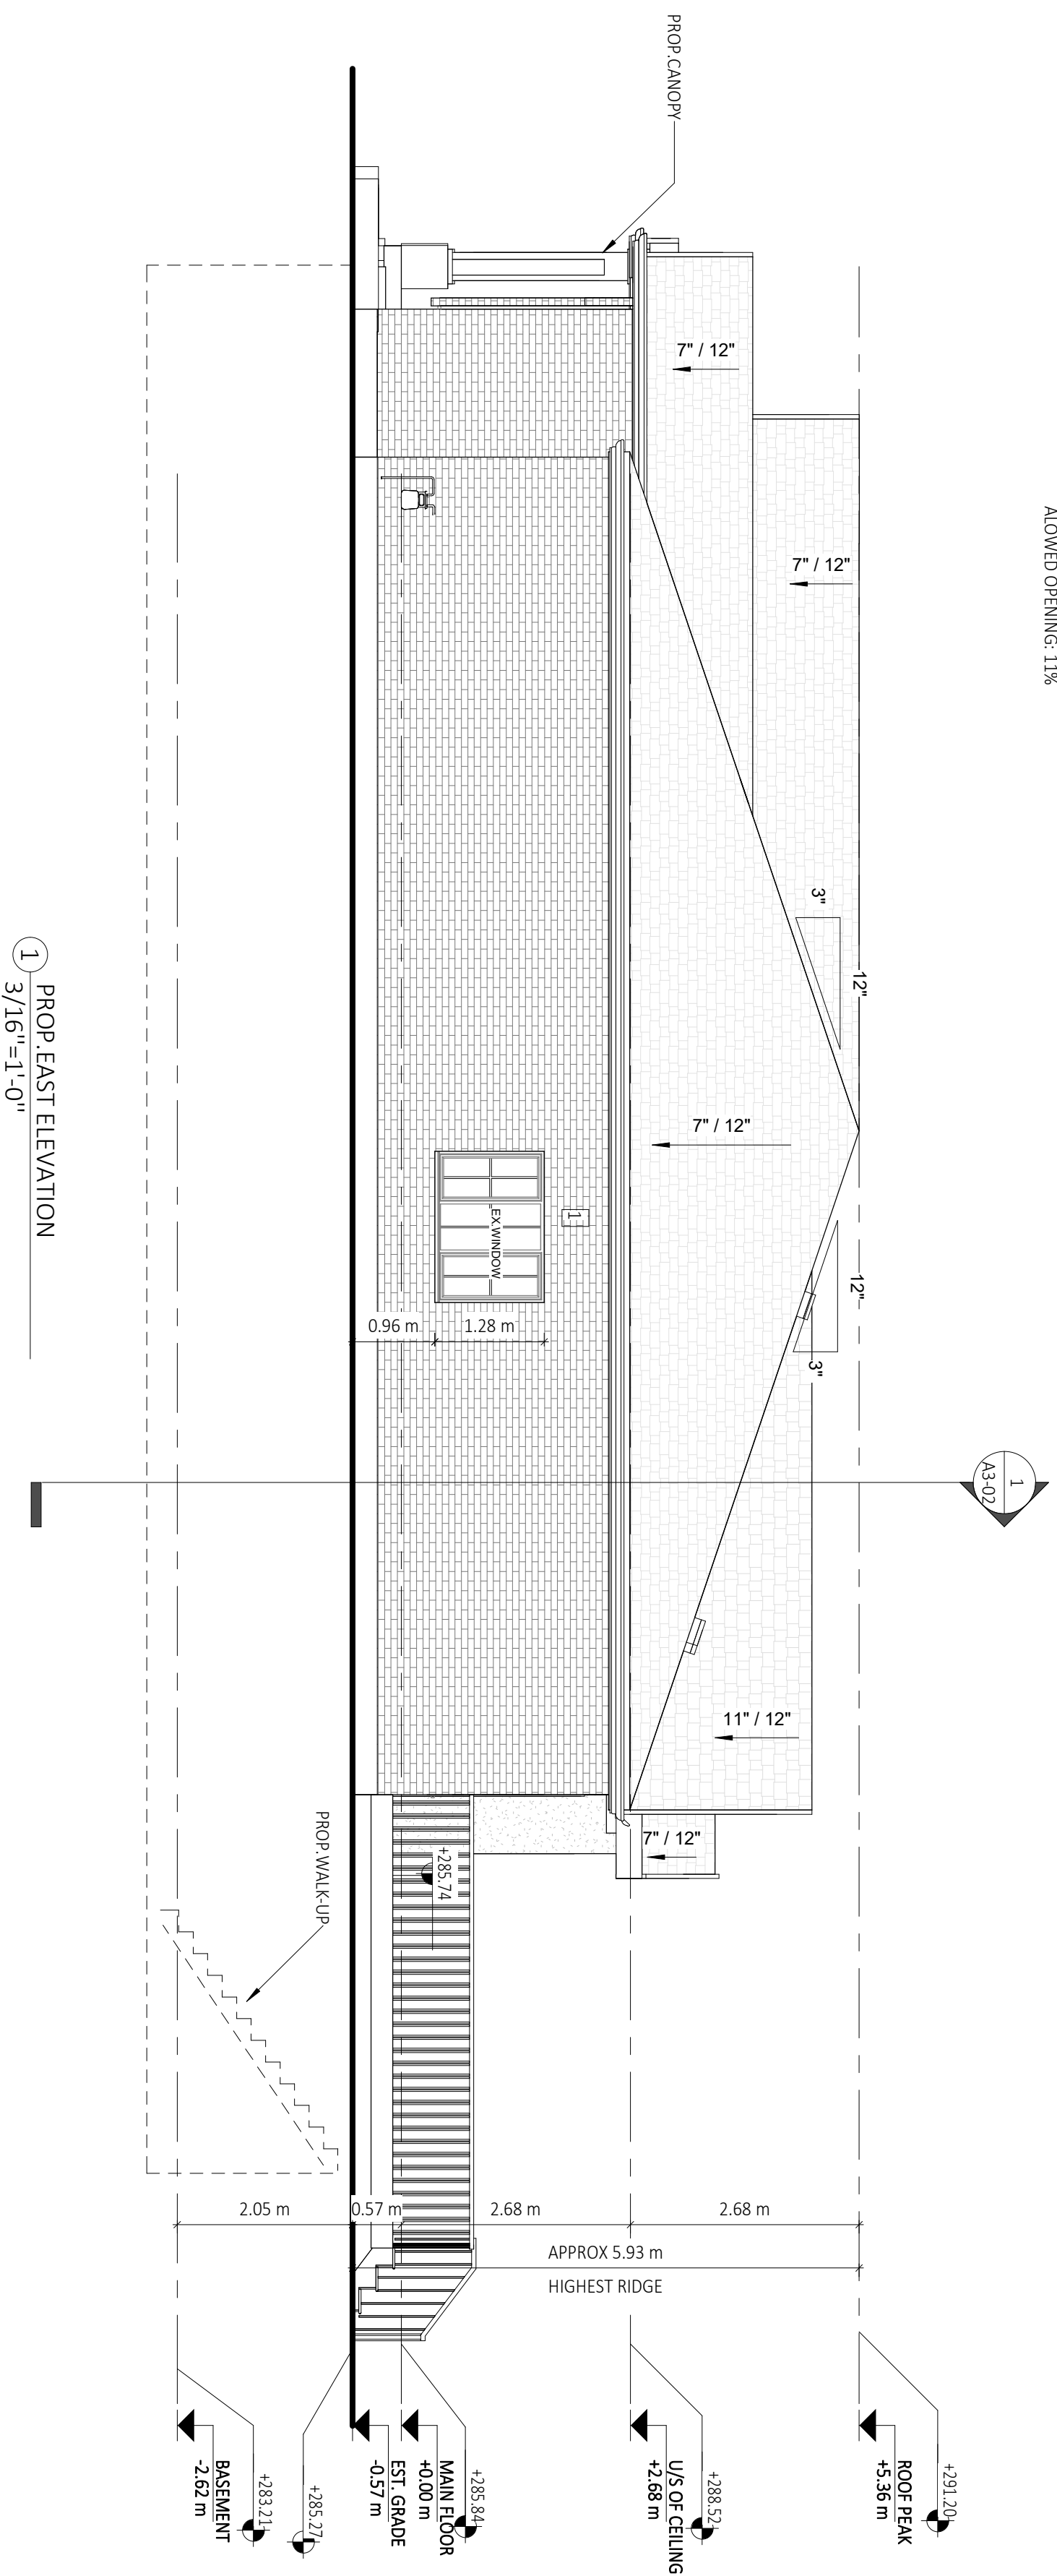 ALOWED OPENING: 11%
PROP.CANOPY
7" / 12"
7" / 12"
3"
12"
7" / 12"
12"
3"
11" / 12"
7" / 12"
1
EX.WINDOW
0.96 m
1.28 m
1
A3-02
+285.74
PROP.WALK-UP
2.05 m
0.57 m
2.68 m
2.68 m
APPROX 5.93 m
HIGHEST RIDGE
+291.20
ROOF PEAK
+5.36 m
+288.52
U/S OF CEILING
+2.68 m
+285.84
MAIN FLOOR
+0.00 m
EST. GRADE
-0.57 m
+285.27
+283.21
BASEMENT
-2.62 m
1
PROP.EAST ELEVATION
3/16"=1'-0"